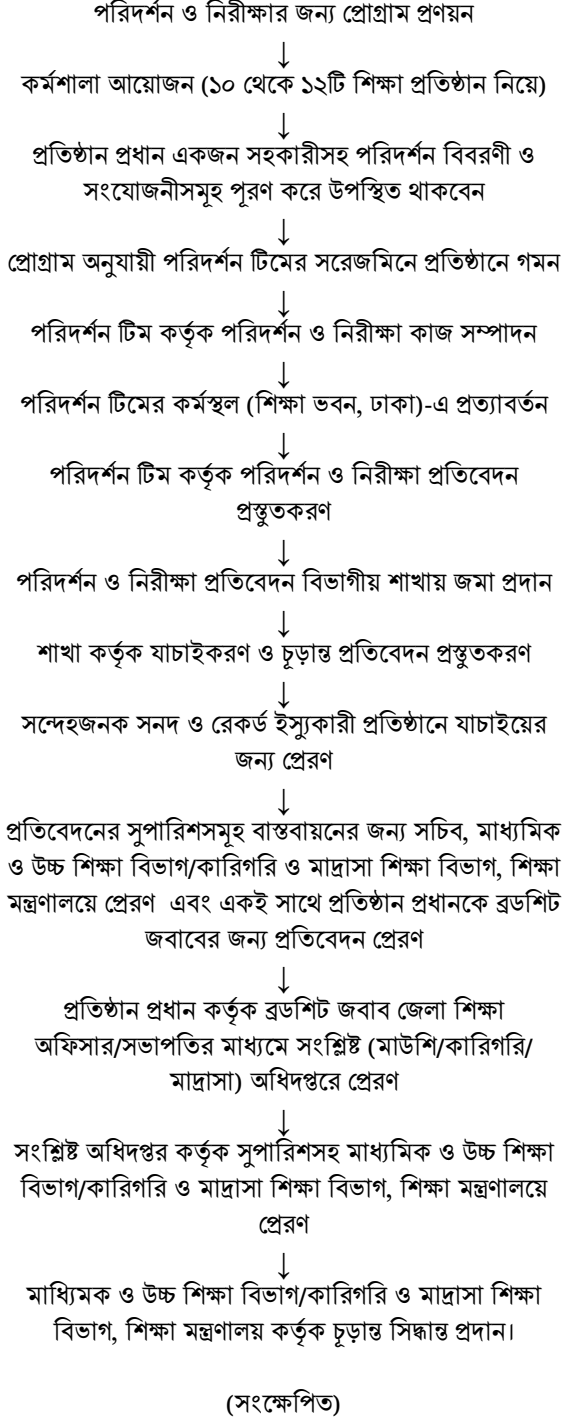 পরিদর্শন ও নিরীক্ষার জন্য প্রোগ্রাম প্রণয়ন
↓
কর্মশালা আয়োজন (১০ থেকে ১২টি শিক্ষা প্রতিষ্ঠান নিয়ে)
↓
প্রতিষ্ঠান প্রধান একজন সহকারীসহ পরিদর্শন বিবরণী ও
সংযোজনীসমূহ পূরণ করে উপস্থিত থাকবেন
↓
প্রোগ্রাম অনুযায়ী পরিদর্শন টিমের সরেজমিনে প্রতিষ্ঠানে গমন
↓
পরিদর্শন টিম কর্তৃক পরিদর্শন ও নিরীক্ষা কাজ সম্পাদন
↓
পরিদর্শন টিমের কর্মস্থল (শিক্ষা ভবন, ঢাকা)-এ প্রত্যাবর্তন
↓
পরিদর্শন টিম কর্তৃক পরিদর্শন ও নিরীক্ষা প্রতিবেদন
প্রস্তুতকরণ
↓
পরিদর্শন ও নিরীক্ষা প্রতিবেদন বিভাগীয় শাখায় জমা প্রদান
↓
শাখা কর্তৃক যাচাইকরণ ও চূড়ান্ত প্রতিবেদন প্রস্তুতকরণ
↓
সন্দেহজনক সনদ ও রেকর্ড ইস্যুকারী প্রতিষ্ঠানে যাচাইয়ের
জন্য প্রেরণ
↓
প্রতিবেদনের সুপারিশসমূহ বাস্তবায়নের জন্য সচিব, মাধ্যমিক
ও উচ্চ শিক্ষা বিভাগ/কারিগরি ও মাদ্রাসা শিক্ষা বিভাগ, শিক্ষা
মন্ত্রণালয়ে প্রেরণ এবং একই সাথে প্রতিষ্ঠান প্রধানকে ব্রডশিট
জবাবের জন্য প্রতিবেদন প্রেরণ
↓
প্রতিষ্ঠান প্রধান কর্তৃক ব্রডশিট জবাব জেলা শিক্ষা
অফিসার/সভাপতির মাধ্যমে সংশ্লিষ্ট (মাউশি/কারিগরি/
মাদ্রাসা) অধিদপ্তরে প্রেরণ
↓
সংশ্লিষ্ট অধিদপ্তর কর্তৃক সুপারিশসহ মাধ্যমিক ও উচ্চ শিক্ষা
বিভাগ/কারিগরি ও মাদ্রাসা শিক্ষা বিভাগ, শিক্ষা মন্ত্রণালয়ে
প্রেরণ
↓
মাধ্যিমক ও উচ্চ শিক্ষা বিভাগ/কারিগরি ও মাদ্রাসা শিক্ষা
বিভাগ, শিক্ষা মন্ত্রণালয় কর্তৃক চূড়ান্ত সিদ্ধান্ত প্রদান।
(সংক্ষেপিত)